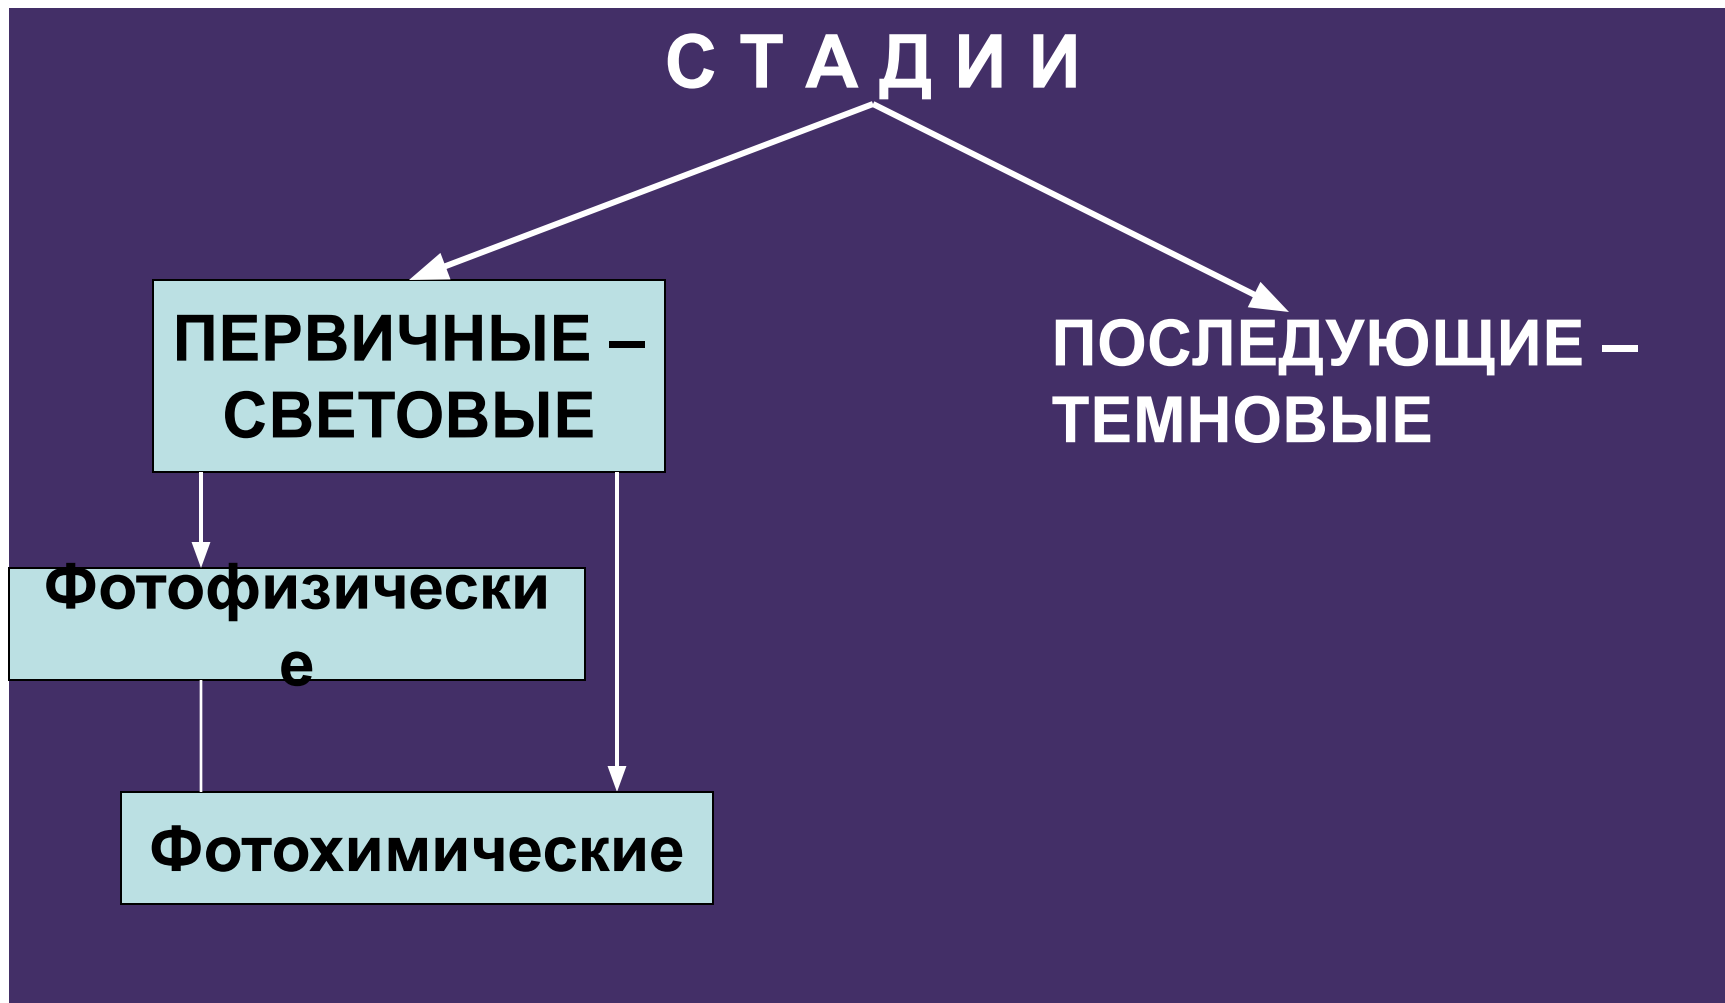 С Т А Д И И
ПЕРВИЧНЫЕ –
СВЕТОВЫЕ
ПОСЛЕДУЮЩИЕ –
ТЕМНОВЫЕ
Фотофизически
е
Фотохимические